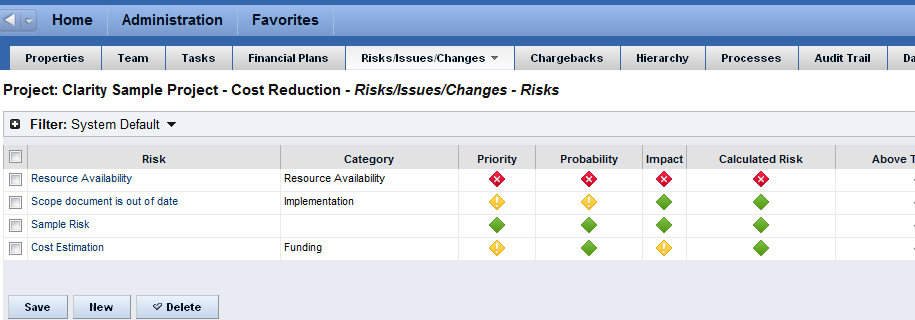 Home Administration Favorites
Properties Team Tasks Financial Plans Risks/Issues/Changes Chargebacks Hierarchy Processes Audit Trail Da
Project: Clarity Sample Project - Cost Reduction - Risks/Issues/Changes - Risks
Filter: System Default
Risk Category Priority Probability Impact Calculated Risk Above T
Resource Availability Resource Availability
Scope document is out of date Implementation
Sample Risk
Cost Estimation Funding
Save New Delete